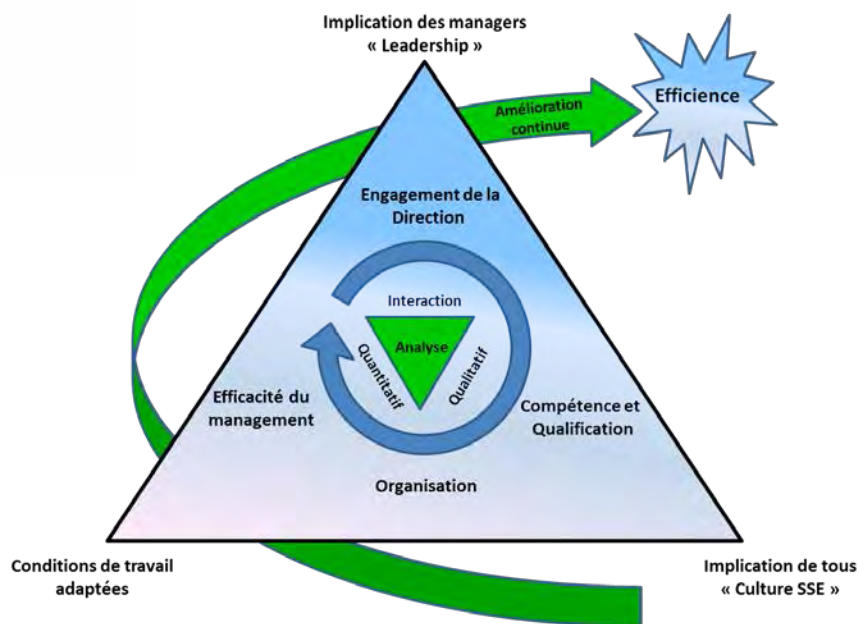 Implication des managers
« Leadership »
Efficience
Amélioration
continue
Engagement de la
Direction
Interaction
Analyse
Quantitatif
Qualitatif
Efficacité du
management
Compétence et
Qualification
Organisation
Conditions de travail
adaptées
Implication de tous
« Culture SSE »